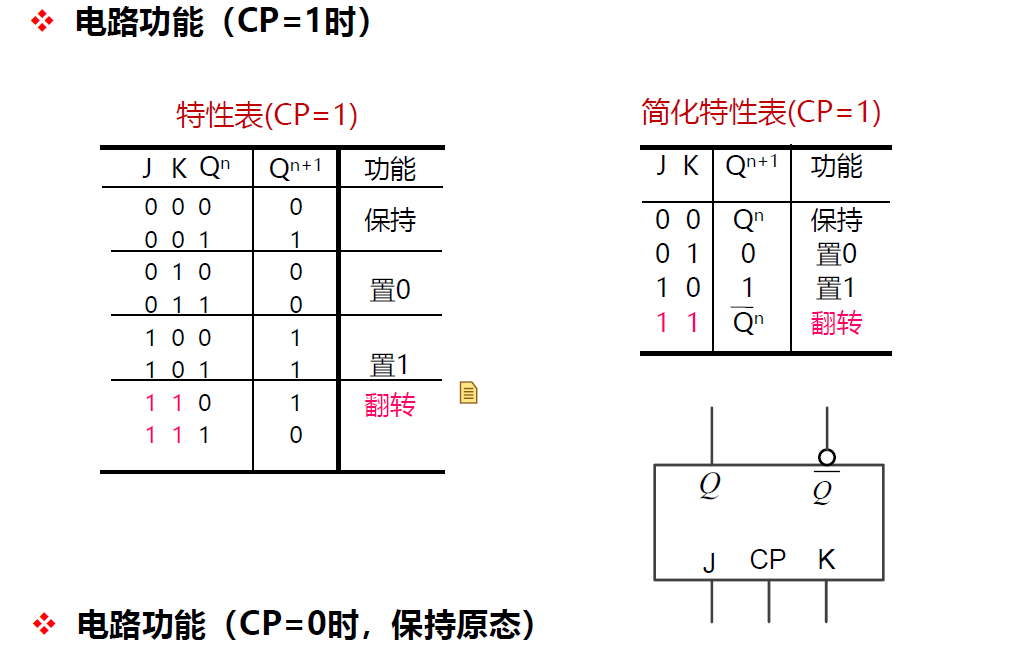 电路功能（CP=1时）
特性表(CP=1)
J K Qⁿ Qⁿ⁺¹ 功能
0 0 0 0 保持
0 0 1 1
0 1 0 0 置0
0 1 1 0
1 0 0 1 置1
1 0 1 1
1 1 0 1 翻转
1 1 1 0
简化特性表(CP=1)
J K Qⁿ⁺¹ 功能
0 0 Qⁿ 保持
0 1 0 置0
1 0 1 置1
1 1 Q̅ⁿ 翻转
Q Q̅
J CP K
电路功能（CP=0时，保持原态）